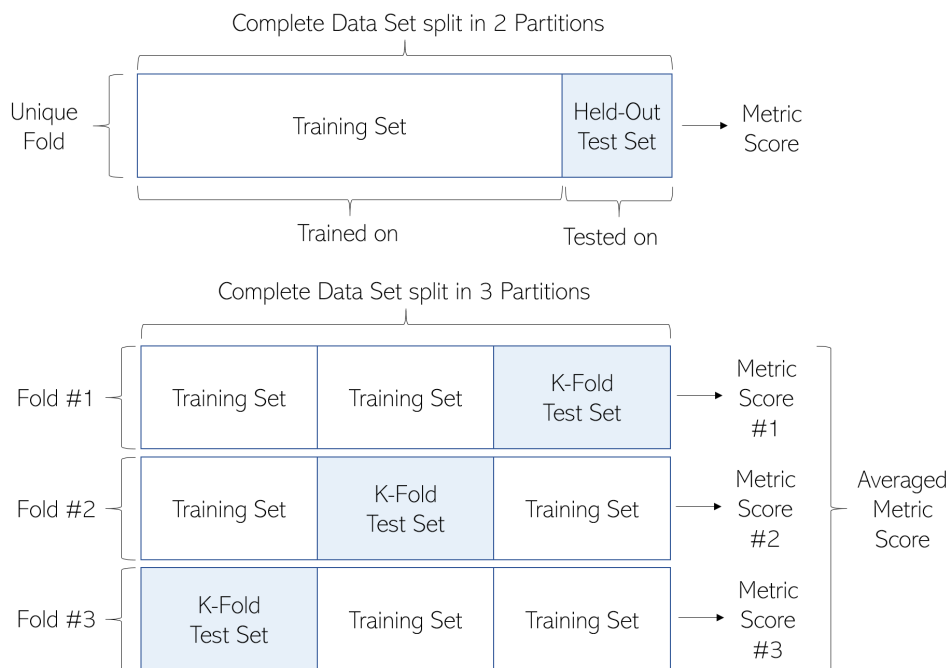 Complete Data Set split in 2 Partitions
Unique
Fold
Training Set
Held-Out
Test Set
Metric
Score
Trained on
Tested on
Complete Data Set split in 3 Partitions
Fold #1
Training Set
Training Set
K-Fold
Test Set
Metric
Score
#1
Fold #2
Training Set
K-Fold
Test Set
Training Set
Metric
Score
#2
Averaged
Metric
Score
Fold #3
K-Fold
Test Set
Training Set
Training Set
Metric
Score
#3